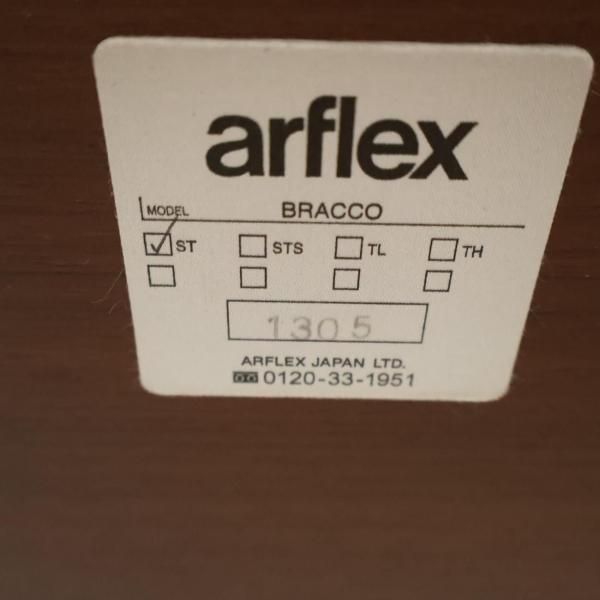 arflex
MODEL BRACCO
☑ ST ☐ STS ☐ TL ☐ TH
☐ ☐ ☐ ☐
1305
ARFLEX JAPAN LTD.
0120-33-1951